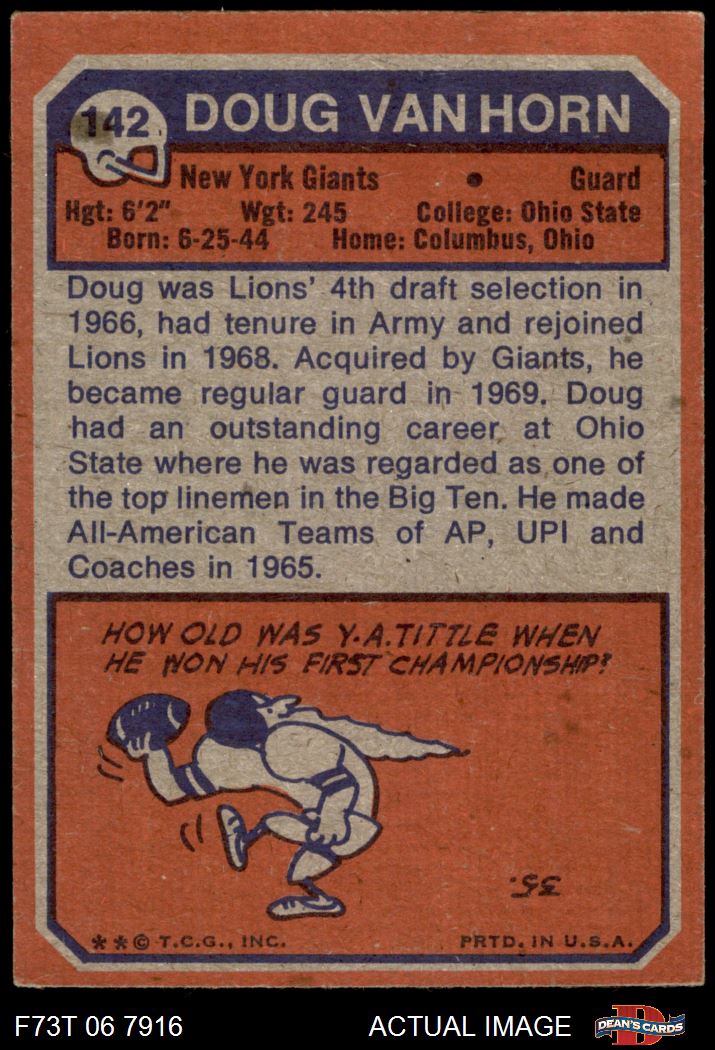 142
DOUG VAN HORN
New York Giants • Guard
Hgt: 6'2" Wgt: 245 College: Ohio State
Born: 6-25-44 Home: Columbus, Ohio
Doug was Lions' 4th draft selection in
1966, had tenure in Army and rejoined
Lions in 1968. Acquired by Giants, he
became regular guard in 1969. Doug
had an outstanding career at Ohio
State where he was regarded as one of
the top linemen in the Big Ten. He made
All-American Teams of AP, UPI and
Coaches in 1965.
HOW OLD WAS Y.A. TITTLE WHEN
HE WON HIS FIRST CHAMPIONSHIP?
35.
* * © T.C.G., INC. PRTD. IN U.S.A.
F73T 06 7916 ACTUAL IMAGE
D
DEAN'S CARDS